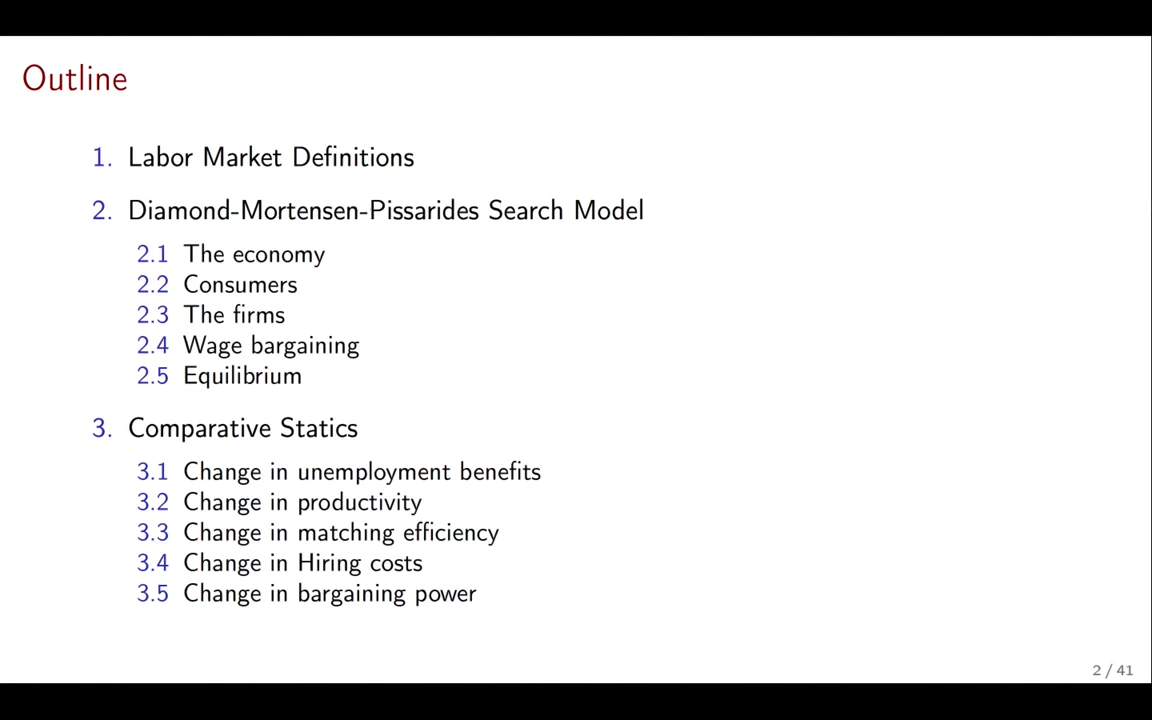 Outline
1. Labor Market Definitions
2. Diamond-Mortensen-Pissarides Search Model
2.1 The economy
2.2 Consumers
2.3 The firms
2.4 Wage bargaining
2.5 Equilibrium
3. Comparative Statics
3.1 Change in unemployment benefits
3.2 Change in productivity
3.3 Change in matching efficiency
3.4 Change in Hiring costs
3.5 Change in bargaining power
2 / 41